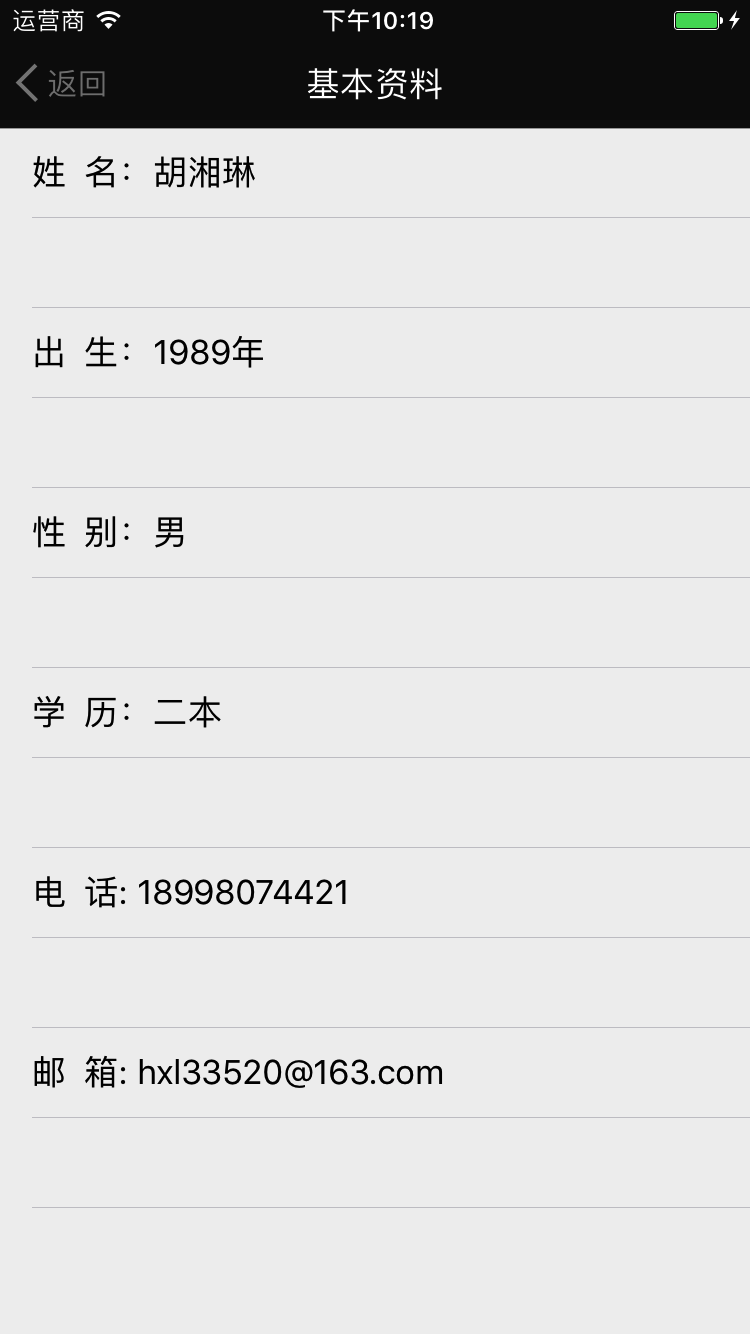 运营商 下午10:19
返回 基本资料
姓 名：胡湘琳
出 生：1989年
性 别：男
学 历：二本
电 话: 18998074421
邮 箱: hxl33520@163.com